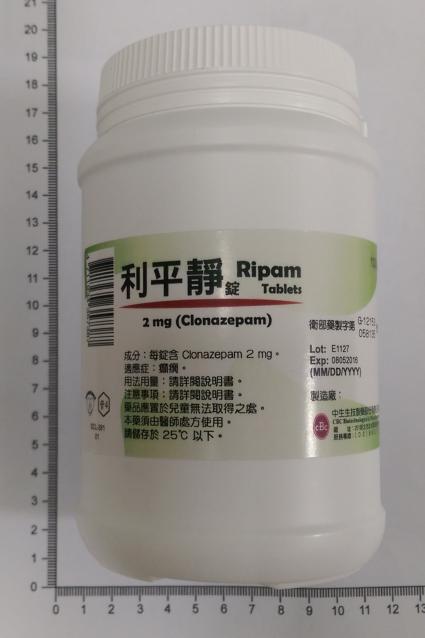 利平靜錠 Ripam
Tablets
2 mg (Clonazepam)
成分：每錠含 Clonazepam 2 mg。
適應症：癲癇。
用法用量：請詳閱說明書。
注意事項：請詳閱說明書。
藥品應置於兒童無法取得之處。
本藥須由醫師處方使用。
請儲存於 25°C 以下。
衛部藥製字第
Lot: E1127
Exp: 08052016
(MM/DD/YYYY)
製造廠：
cBc
中生生技製藥
21
20
19
18
17
16
15
14
13
12
11
10
9
8
7
6
5
4
3
2
1
0
0 1 2 3 4 5 6 7 8 9 10 11 12 13